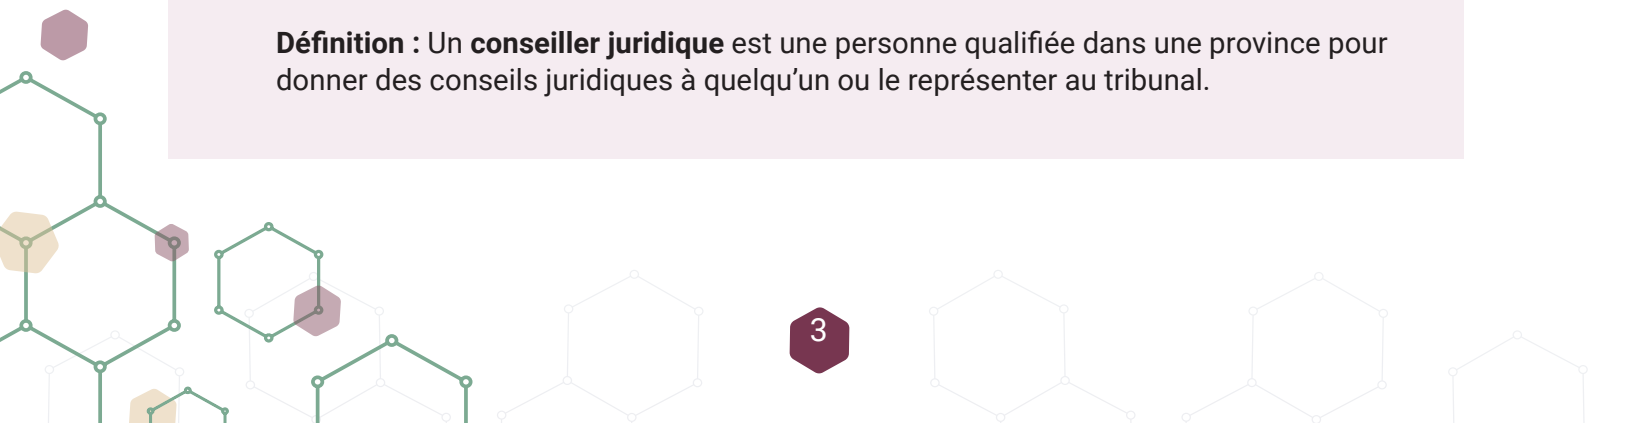 Définition : Un conseiller juridique est une personne qualifiée dans une province pour
donner des conseils juridiques à quelqu’un ou le représenter au tribunal.
3